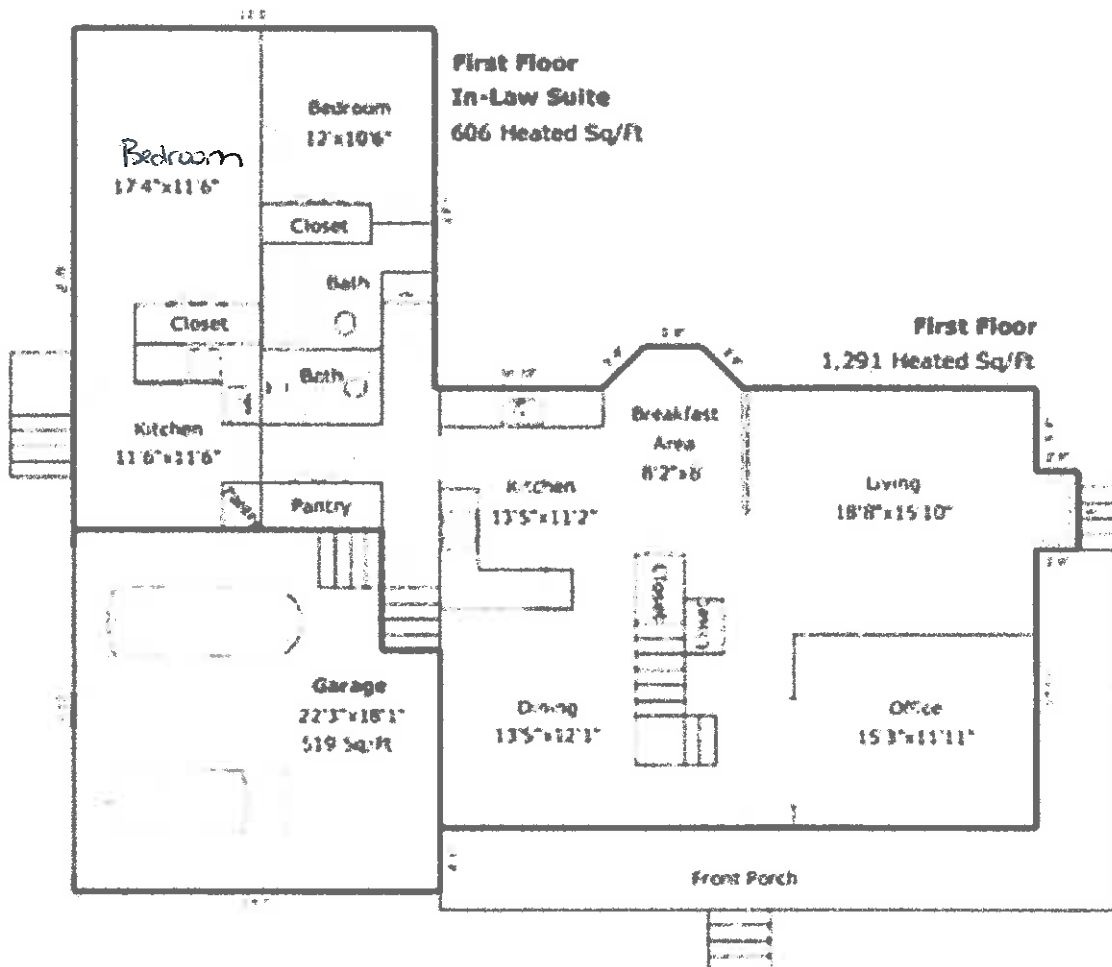 First Floor
In-Law Suite
606 Heated Sq/ft
Bedroom
12'x10'6"
Bedroom
17'4"x11'6"
Closet
Bath
Closet
Bath
Kitchen
11'6"x11'6"
Pantry
First Floor
1,291 Heated Sq/ft
Breakfast
Area
8'2"x8'
Kitchen
13'5"x11'2"
Living
18'8"x15'10"
Closet
Garage
22'3"x18'1"
519 Sq/ft
Dining
13'5"x12'1"
Office
15'3"x11'11"
Front Porch